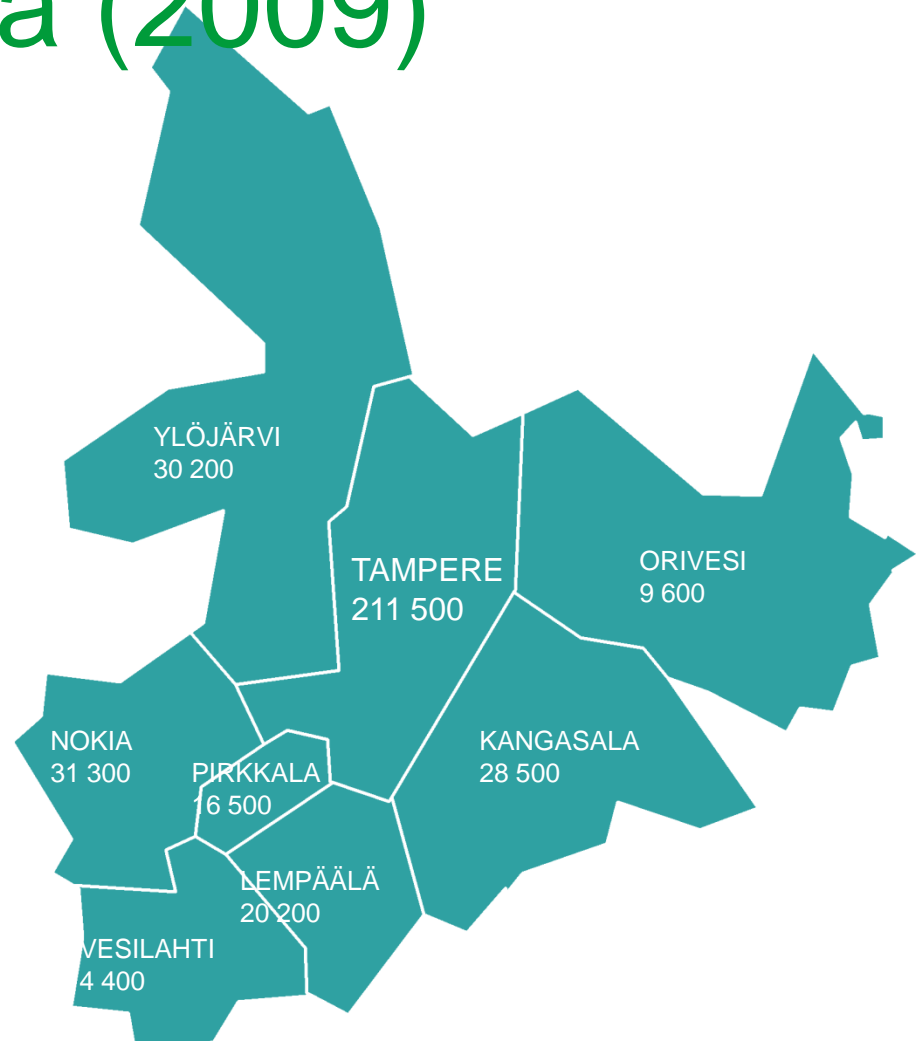 a (2009)
YLÖJÄRVI
30 200
TAMPERE
211 500
ORIVESI
9 600
NOKIA
31 300
PIRKKALA
16 500
KANGASALA
28 500
LEMPÄÄLÄ
20 200
VESILAHTI
4 400